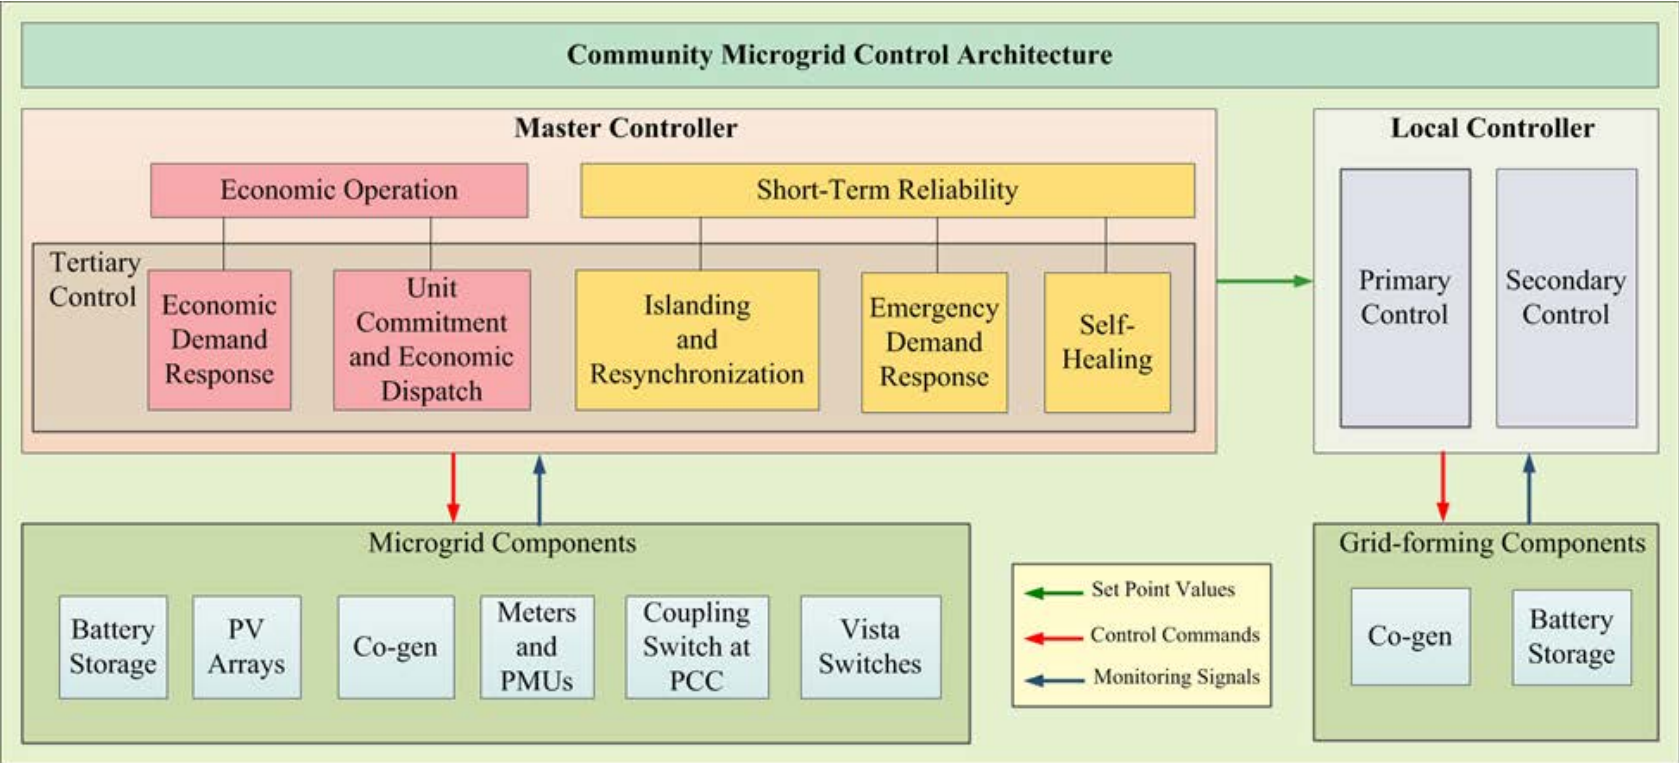 Community Microgrid Control Architecture
Master Controller
Economic Operation
Short-Term Reliability
Tertiary
Control
Economic
Demand
Response
Unit
Commitment
and Economic
Dispatch
Islanding
and
Resynchronization
Emergency
Demand
Response
Self-
Healing
Local Controller
Primary
Control
Secondary
Control
Microgrid Components
Battery
Storage
PV
Arrays
Co-gen
Meters
and
PMUs
Coupling
Switch at
PCC
Vista
Switches
Set Point Values
Control Commands
Monitoring Signals
Grid-forming Components
Co-gen
Battery
Storage